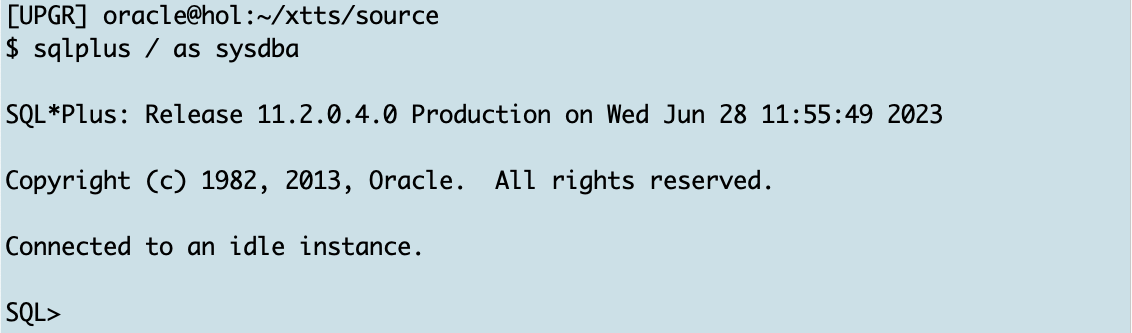 [UPGR] oracle@hol:~/xtts/source
$ sqlplus / as sysdba
SQL*Plus: Release 11.2.0.4.0 Production on Wed Jun 28 11:55:49 2023
Copyright (c) 1982, 2013, Oracle.  All rights reserved.
Connected to an idle instance.
SQL>